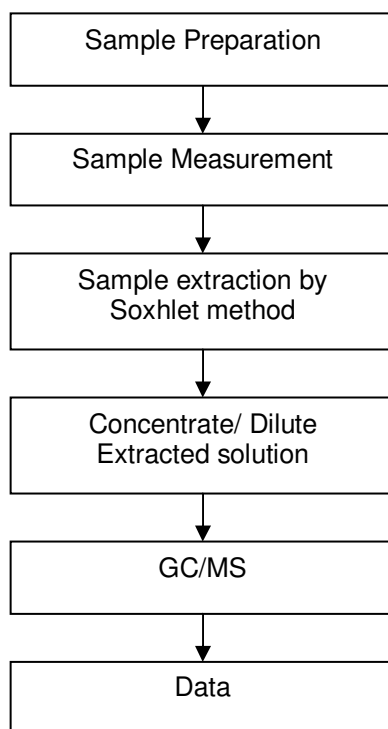 Sample Preparation
Sample Measurement
Sample extraction by
Soxhlet method
Concentrate/ Dilute
Extracted solution
GC/MS
Data